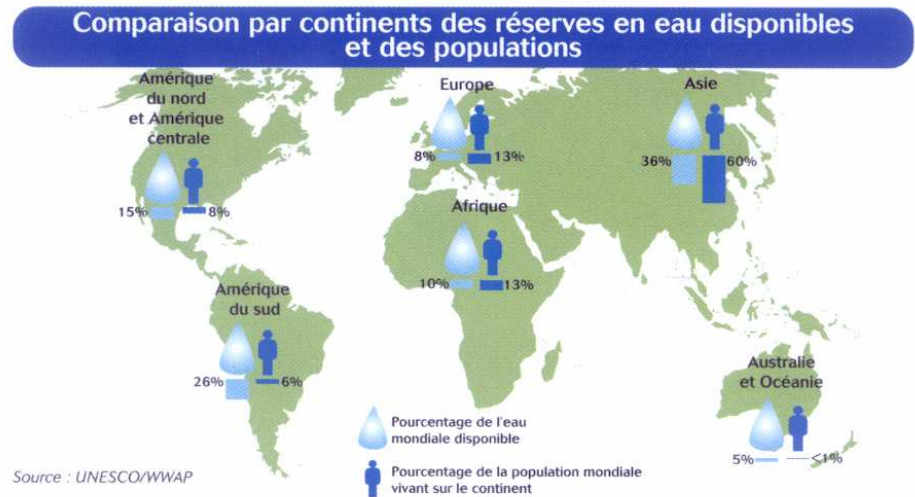 Comparaison par continents des réserves en eau disponibles
et des populations
Amérique
du nord
et Amérique
centrale
15%
8%
Europe
8%
13%
Asie
36%
60%
Afrique
10%
13%
Amérique
du sud
26%
6%
Australie
et Océanie
5%
<1%
Pourcentage de l'eau
mondiale disponible
Pourcentage de la population mondiale
vivant sur le continent
Source : UNESCO/WWAP